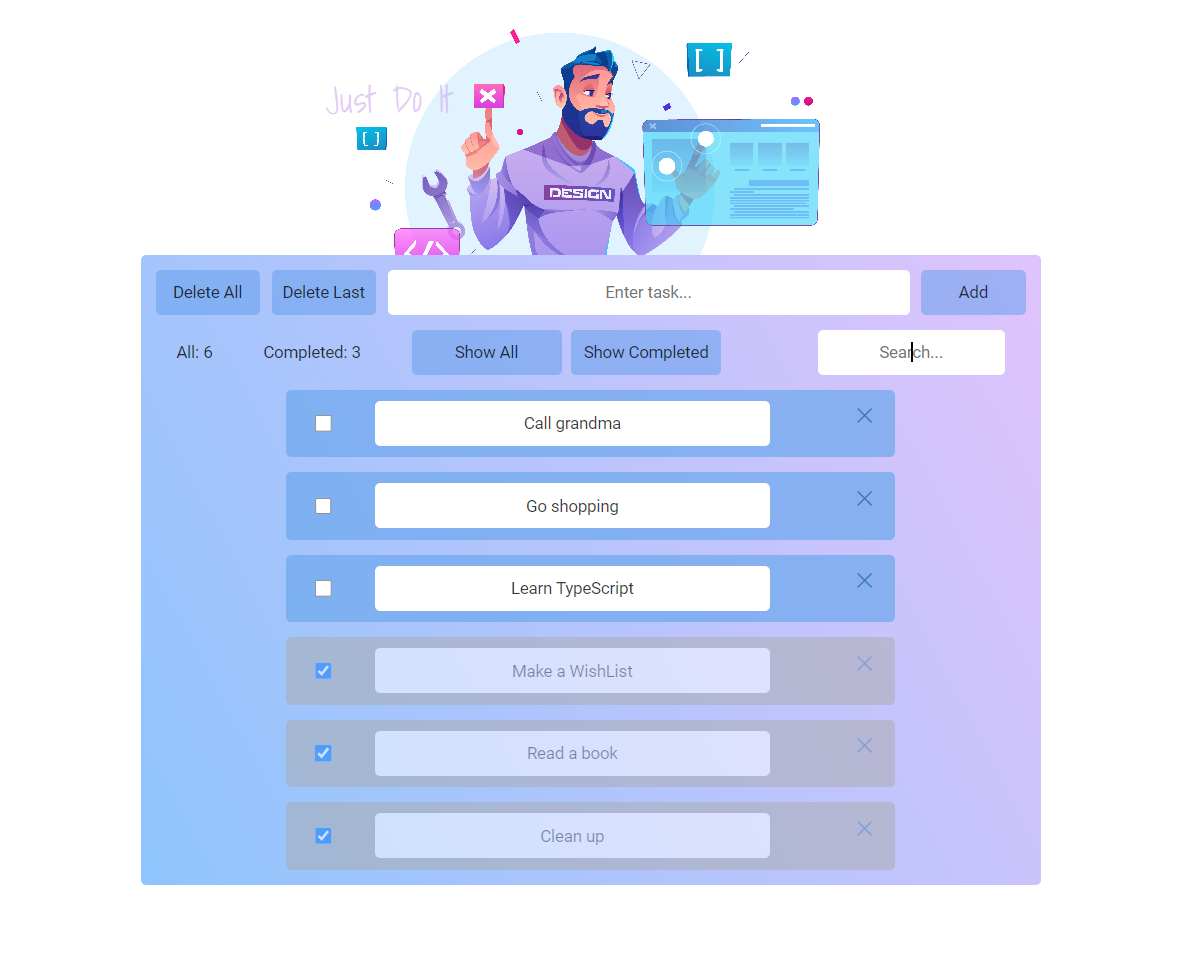 Just Do It
[ ]
[ ]
DESIGN
</>
Delete All
Delete Last
Enter task...
Add
All: 6
Completed: 3
Show All
Show Completed
Search...
Call grandma
Go shopping
Learn TypeScript
Make a WishList
Read a book
Clean up